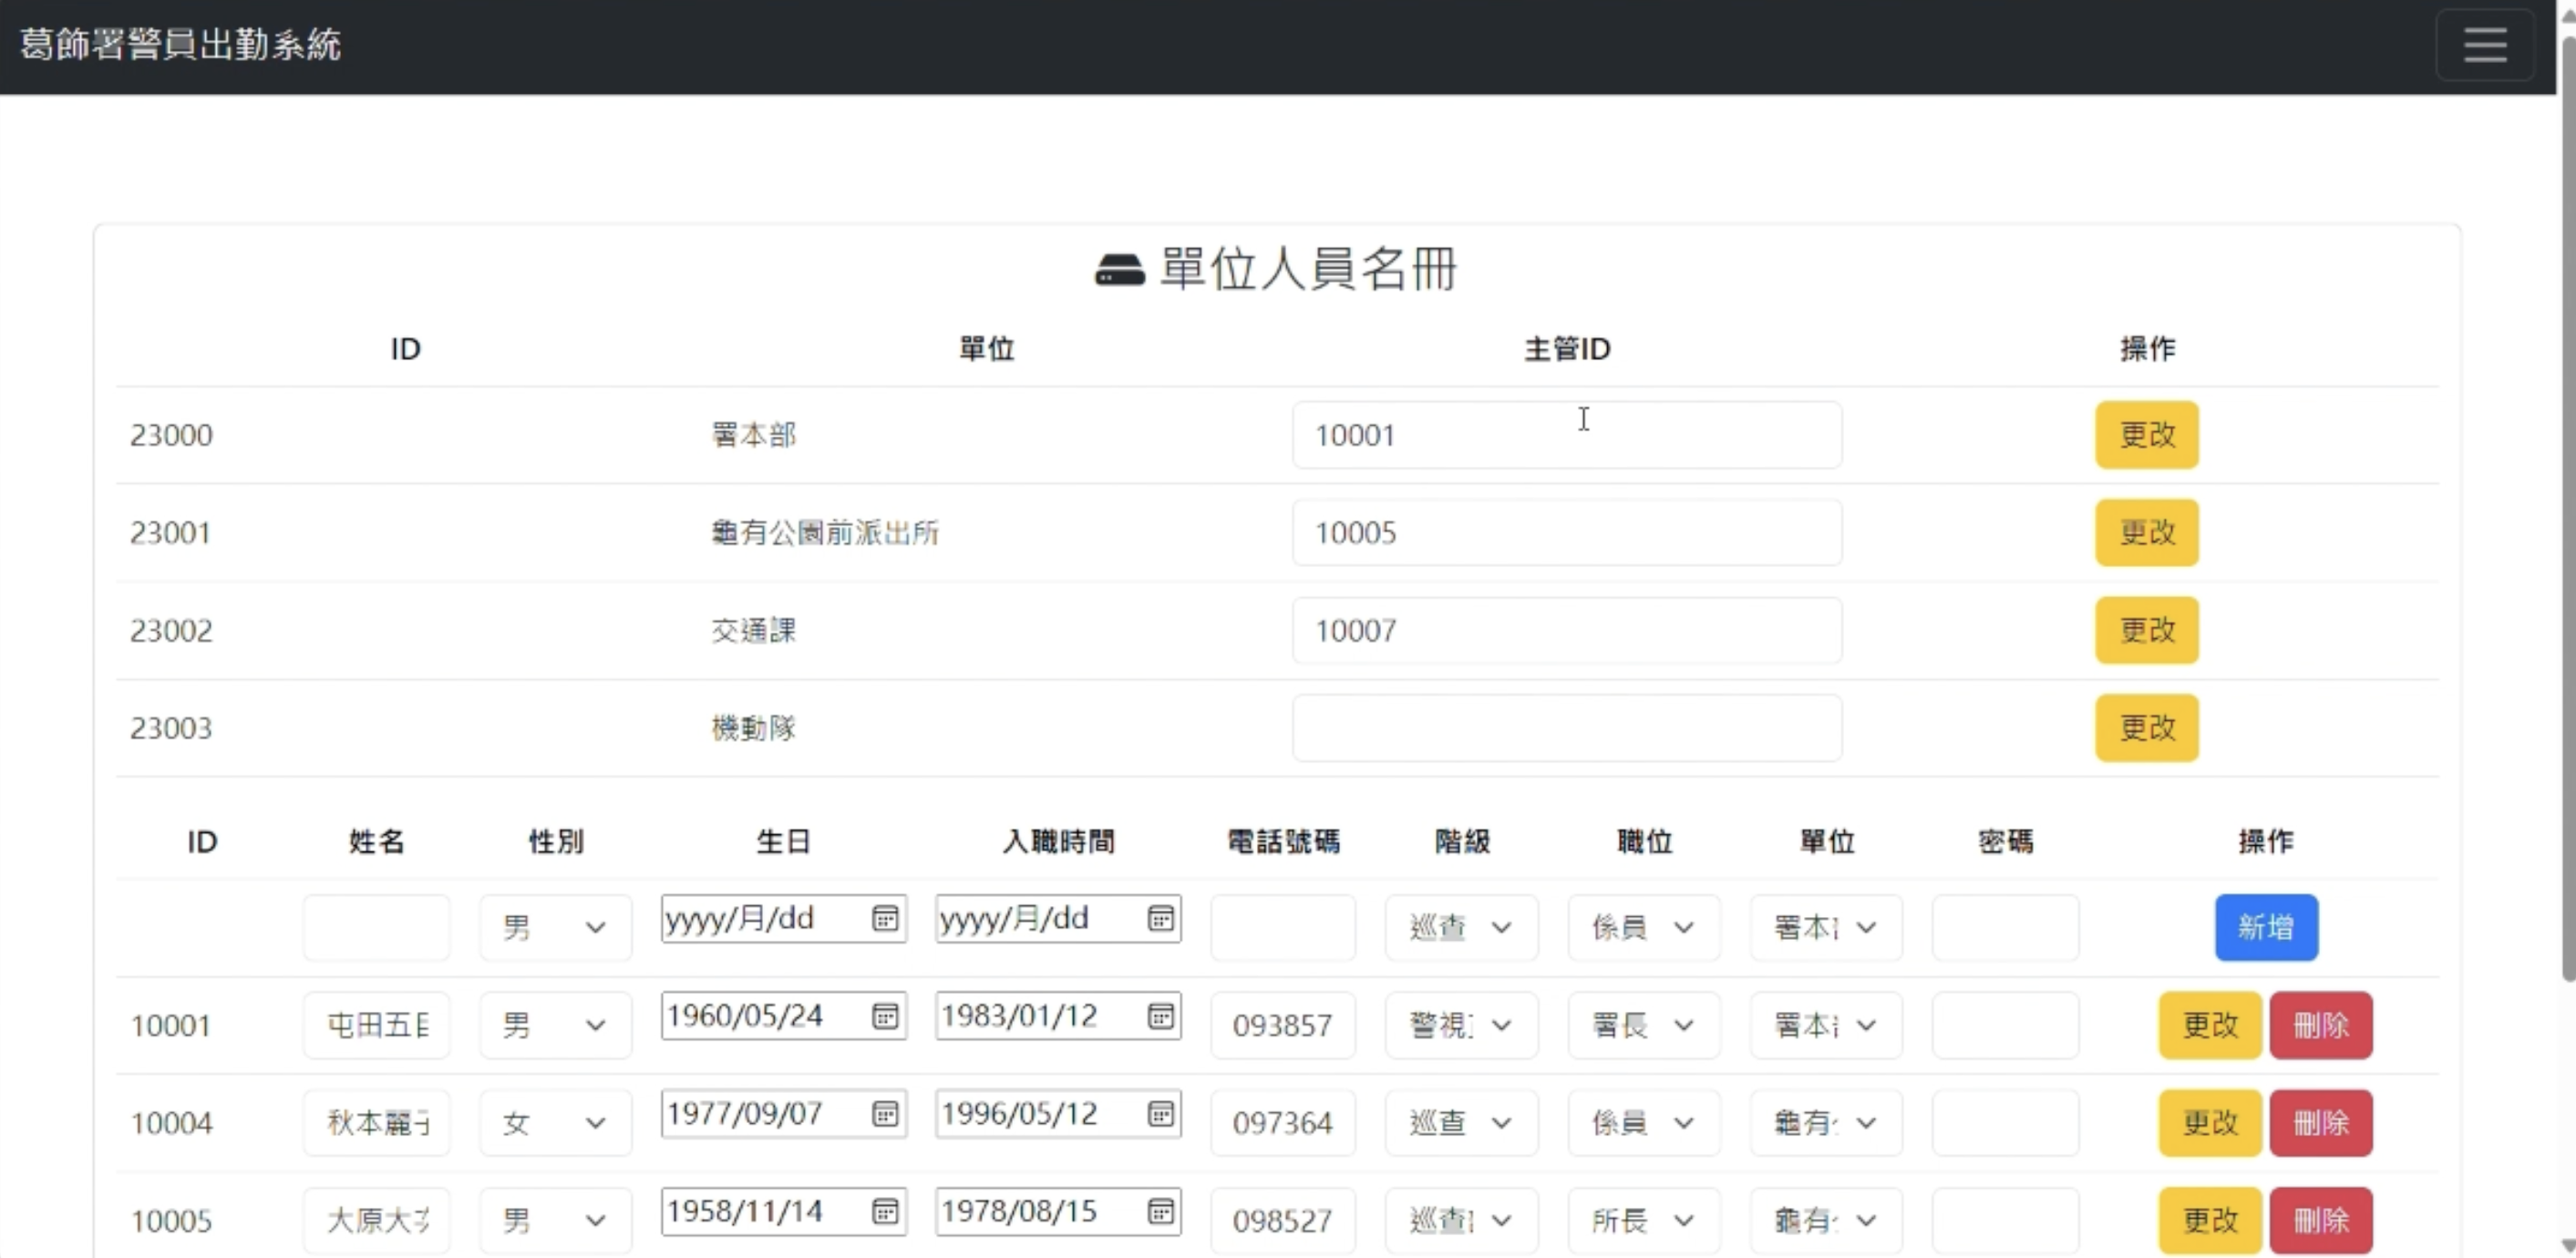 葛飾署警員出勤系統
單位人員名冊
ID 單位 主管ID 操作
23000 署本部 10001 更改
23001 龜有公園前派出所 10005 更改
23002 交通課 10007 更改
23003 機動隊 更改
ID 姓名 性別 生日 入職時間 電話號碼 階級 職位 單位 密碼 操作
男 yyyy/月/dd yyyy/月/dd 巡查 係員 署本 新增
10001 屯田五 男 1960/05/24 1983/01/12 093857 警視 署長 署本 更改 刪除
10004 秋本麗 女 1977/09/07 1996/05/12 097364 巡查 係員 龜有 更改 刪除
10005 大原大 男 1958/11/14 1978/08/15 098527 巡查 所長 龜有 更改 刪除